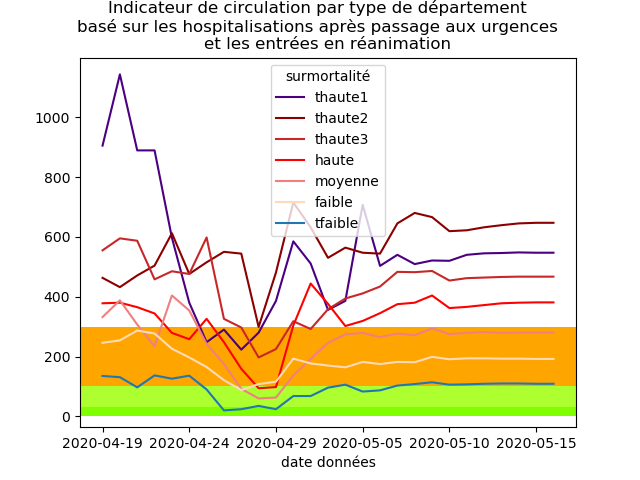 Indicateur de circulation par type de département
basé sur les hospitalisations après passage aux urgences
et les entrées en réanimation
surmortalité
thaute1
thaute2
thaute3
haute
moyenne
faible
tfaible
1000
800
600
400
200
0
2020-04-19 2020-04-24 2020-04-29 2020-05-05 2020-05-10 2020-05-15
date données